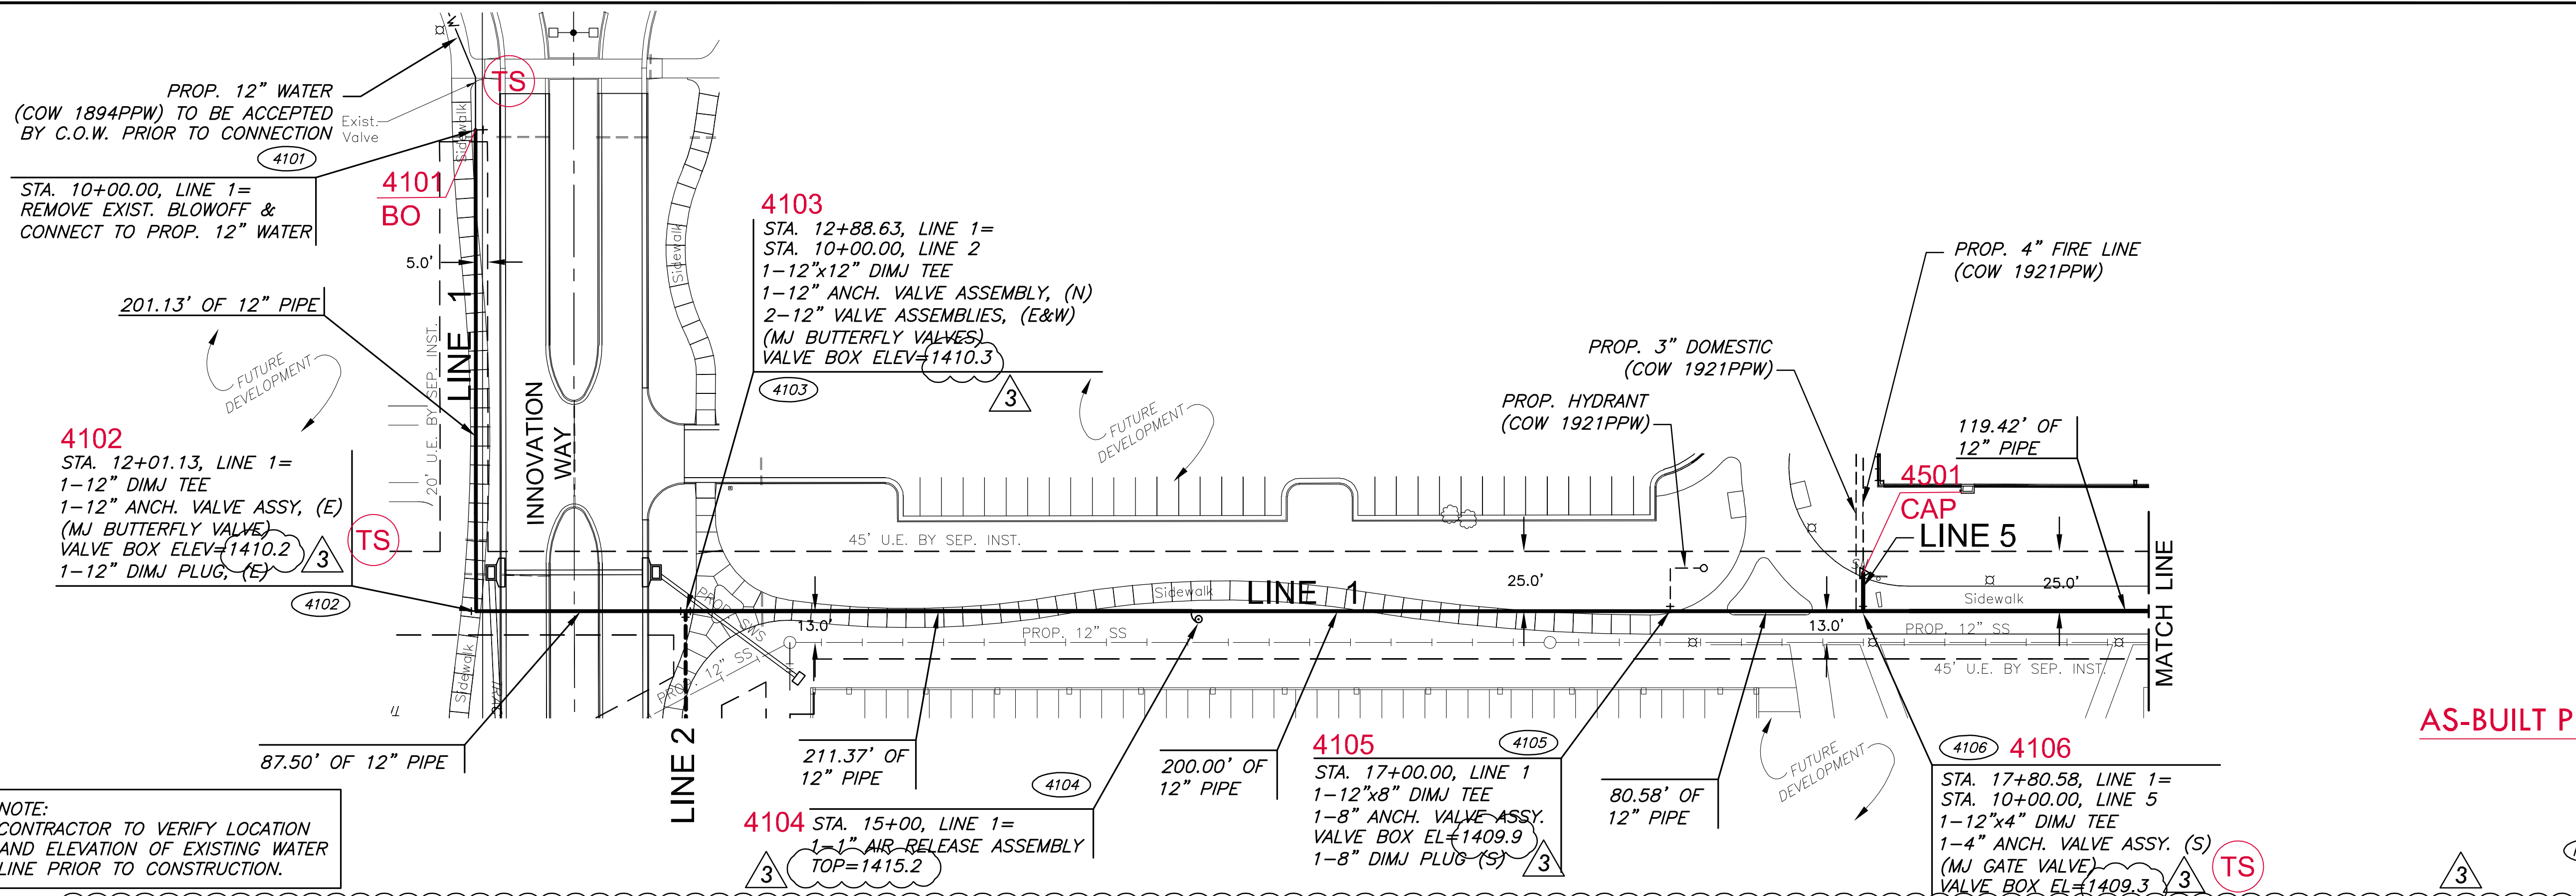 PROP. 12" WATER
(COW 1894PPW) TO BE ACCEPTED
BY C.O.W. PRIOR TO CONNECTION
Exist.
Valve
TS
4101
STA. 10+00.00, LINE 1=
REMOVE EXIST. BLOWOFF &
CONNECT TO PROP. 12" WATER
4101
BO
Sidewalk
5.0'
201.13' OF 12" PIPE
LINE 1
20' U.E. BY SEP. INST.
FUTURE
DEVELOPMENT
INNOVATION
WAY
Sidewalk
4102
STA. 12+01.13, LINE 1=
1-12" DIMJ TEE
1-12" ANCH. VALVE ASSY, (E)
(MJ BUTTERFLY VALVE)
VALVE BOX ELEV=1410.2
1-12" DIMJ PLUG, (E)
3
TS
4102
4103
STA. 12+88.63, LINE 1=
STA. 10+00.00, LINE 2
1-12"x12" DIMJ TEE
1-12" ANCH. VALVE ASSEMBLY, (N)
2-12" VALVE ASSEMBLIES, (E&W)
(MJ BUTTERFLY VALVES)
VALVE BOX ELEV=1410.3
4103
3
FUTURE
DEVELOPMENT
PROP. 4" FIRE LINE
(COW 1921PPW)
PROP. 3" DOMESTIC
(COW 1921PPW)
PROP. HYDRANT
(COW 1921PPW)
119.42' OF
12" PIPE
4501
CAP
LINE 5
45' U.E. BY SEP. INST.
25.0'
25.0'
LINE 1
Sidewalk
Sidewalk
13.0'
13.0'
PROP. SWS
PROP. 12" SS
PROP. 12" SS
PROP. 12" SS
45' U.E. BY SEP. INST.
MATCH LINE
Sidewalk
87.50' OF 12" PIPE
LINE 2
211.37' OF
12" PIPE
4104
4104
STA. 15+00, LINE 1=
1-1" AIR RELEASE ASSEMBLY
TOP=1415.2
3
200.00' OF
12" PIPE
4105
4105
STA. 17+00.00, LINE 1
1-12"x8" DIMJ TEE
1-8" ANCH. VALVE ASSY.
VALVE BOX EL=1409.9
1-8" DIMJ PLUG (S)
3
80.58' OF
12" PIPE
FUTURE
DEVELOPMENT
4106
4106
STA. 17+80.58, LINE 1=
STA. 10+00.00, LINE 5
1-12"x4" DIMJ TEE
1-4" ANCH. VALVE ASSY. (S)
(MJ GATE VALVE)
VALVE BOX EL=1409.3
3
TS
3
AS-BUILT P
NOTE:
CONTRACTOR TO VERIFY LOCATION
AND ELEVATION OF EXISTING WATER
LINE PRIOR TO CONSTRUCTION.